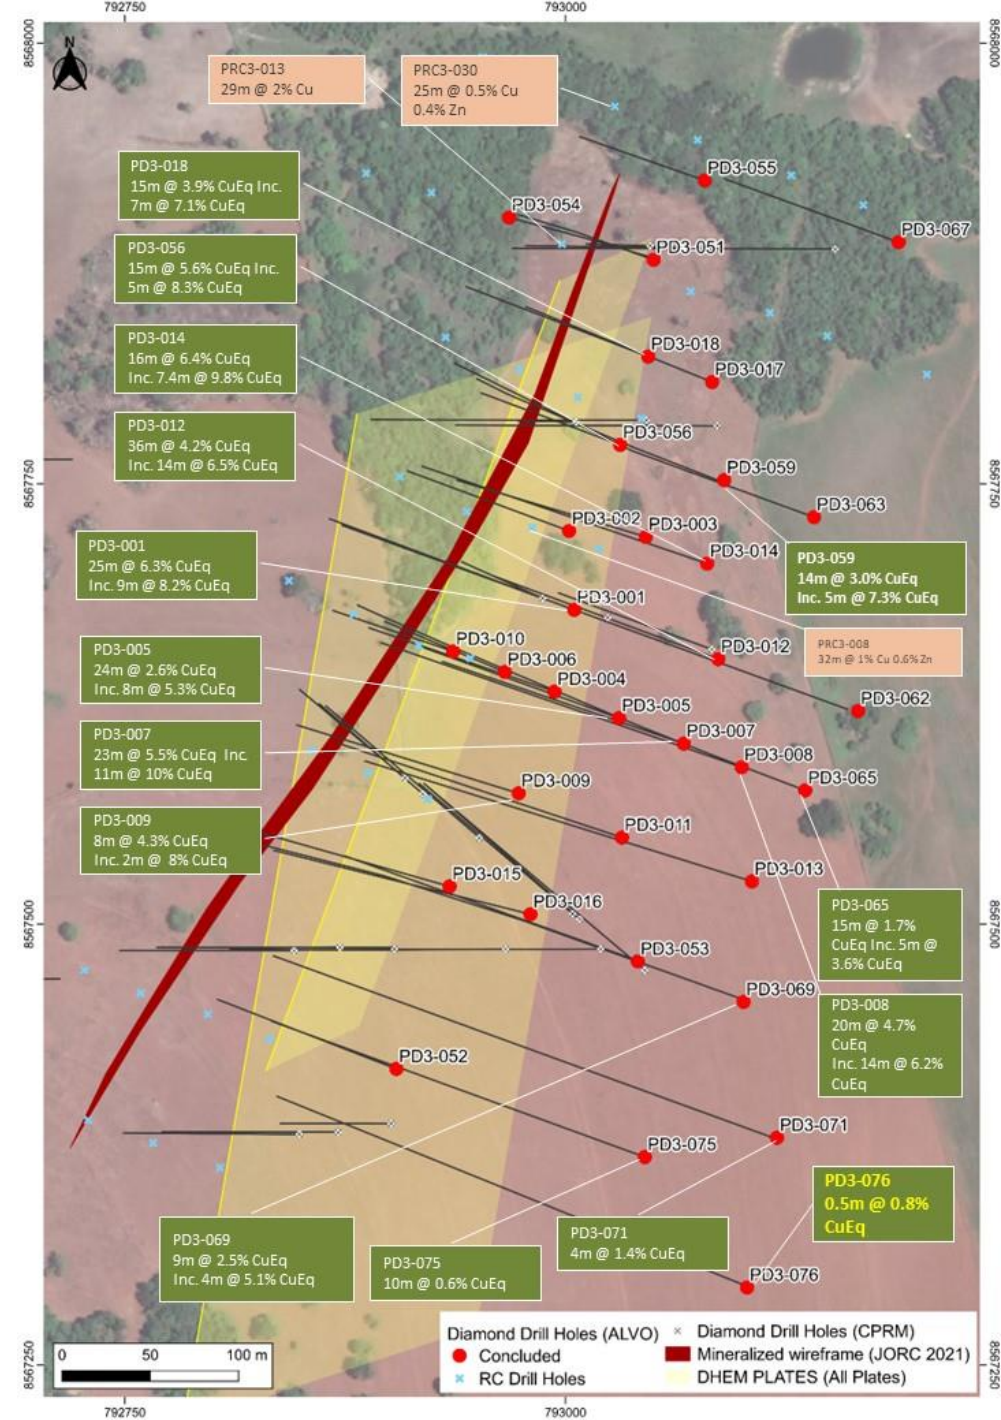 792750
793000
8568000
8568000
N
PRC3-013
29m @ 2% Cu
PRC3-030
25m @ 0.5% Cu
0.4% Zn
PD3-018
15m @ 3.9% CuEq Inc.
7m @ 7.1% CuEq
PD3-056
15m @ 5.6% CuEq Inc.
5m @ 8.3% CuEq
PD3-014
16m @ 6.4% CuEq
Inc. 7.4m @ 9.8% CuEq
PD3-012
36m @ 4.2% CuEq
Inc. 14m @ 6.5% CuEq
PD3-001
25m @ 6.3% CuEq
Inc. 9m @ 8.2% CuEq
PD3-005
24m @ 2.6% CuEq
Inc. 8m @ 5.3% CuEq
PD3-007
23m @ 5.5% CuEq Inc
11m @ 10% CuEq
PD3-009
8m @ 4.3% CuEq
Inc. 2m @ 8% CuEq
PD3-055
PD3-054
PD3-067
PD3-051
PD3-018
PD3-017
PD3-056
PD3-059
PD3-063
PD3-002
PD3-003
PD3-014
8567750
8567750
PD3-059
14m @ 3.0% CuEq
Inc. 5m @ 7.3% CuEq
PD3-001
PRC3-008
32m @ 1% Cu 0.6% Zn
PD3-010
PD3-012
PD3-006
PD3-004
PD3-062
PD3-005
PD3-007
PD3-008
PD3-009
PD3-065
PD3-011
PD3-013
PD3-015
PD3-016
PD3-053
PD3-069
8567500
8567500
PD3-065
15m @ 1.7%
CuEq Inc. 5m @
3.6% CuEq
PD3-008
20m @ 4.7%
CuEq
Inc. 14m @ 6.2%
CuEq
PD3-052
PD3-071
PD3-075
PD3-076
0.5m @ 0.8%
CuEq
PD3-069
9m @ 2.5% CuEq
Inc. 4m @ 5.1% CuEq
PD3-075
10m @ 0.6% CuEq
PD3-071
4m @ 1.4% CuEq
PD3-076
0 50 100 m
Diamond Drill Holes (ALVO)
Concluded
RC Drill Holes
Diamond Drill Holes (CPRM)
Mineralized wireframe (JORC 2021)
DHEM PLATES (All Plates)
8567250
8567250
792750
793000